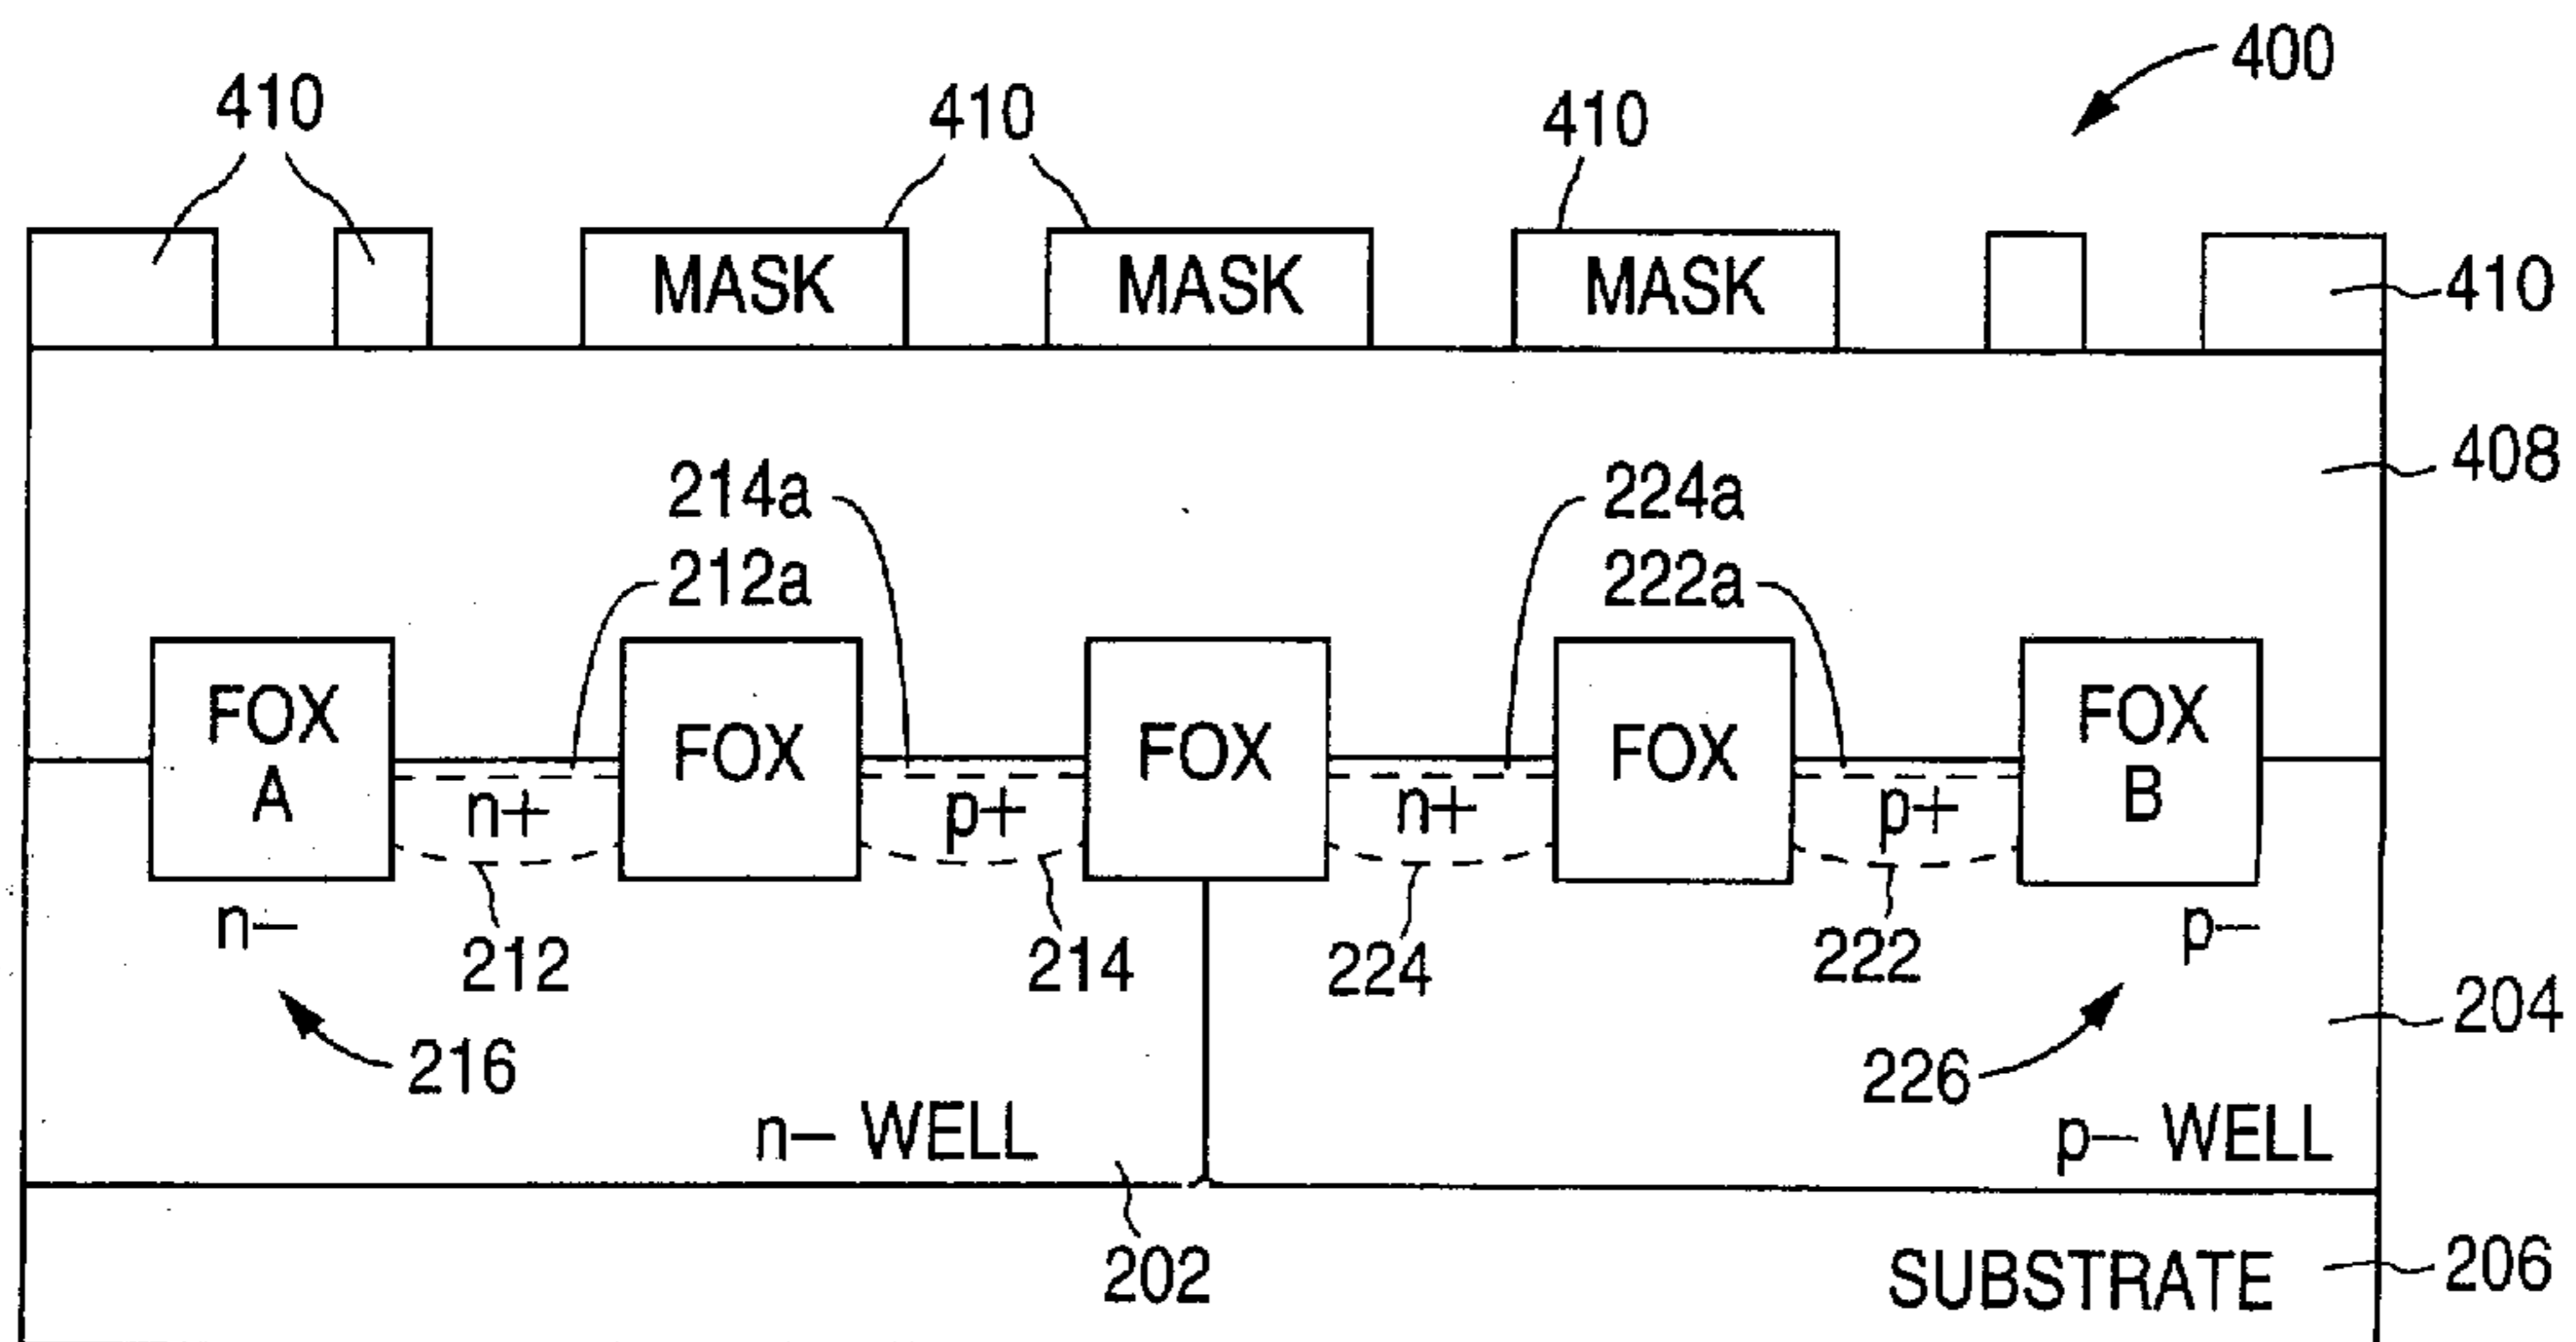 400
410
410
410
MASK
MASK
MASK
410
408
214a
224a
212a
222a
FOX
A
FOX
FOX
FOX
FOX
B
n+
p+
n+
p+
n–
p–
212
214
224
222
204
216
226
n– WELL
p– WELL
202
SUBSTRATE
206